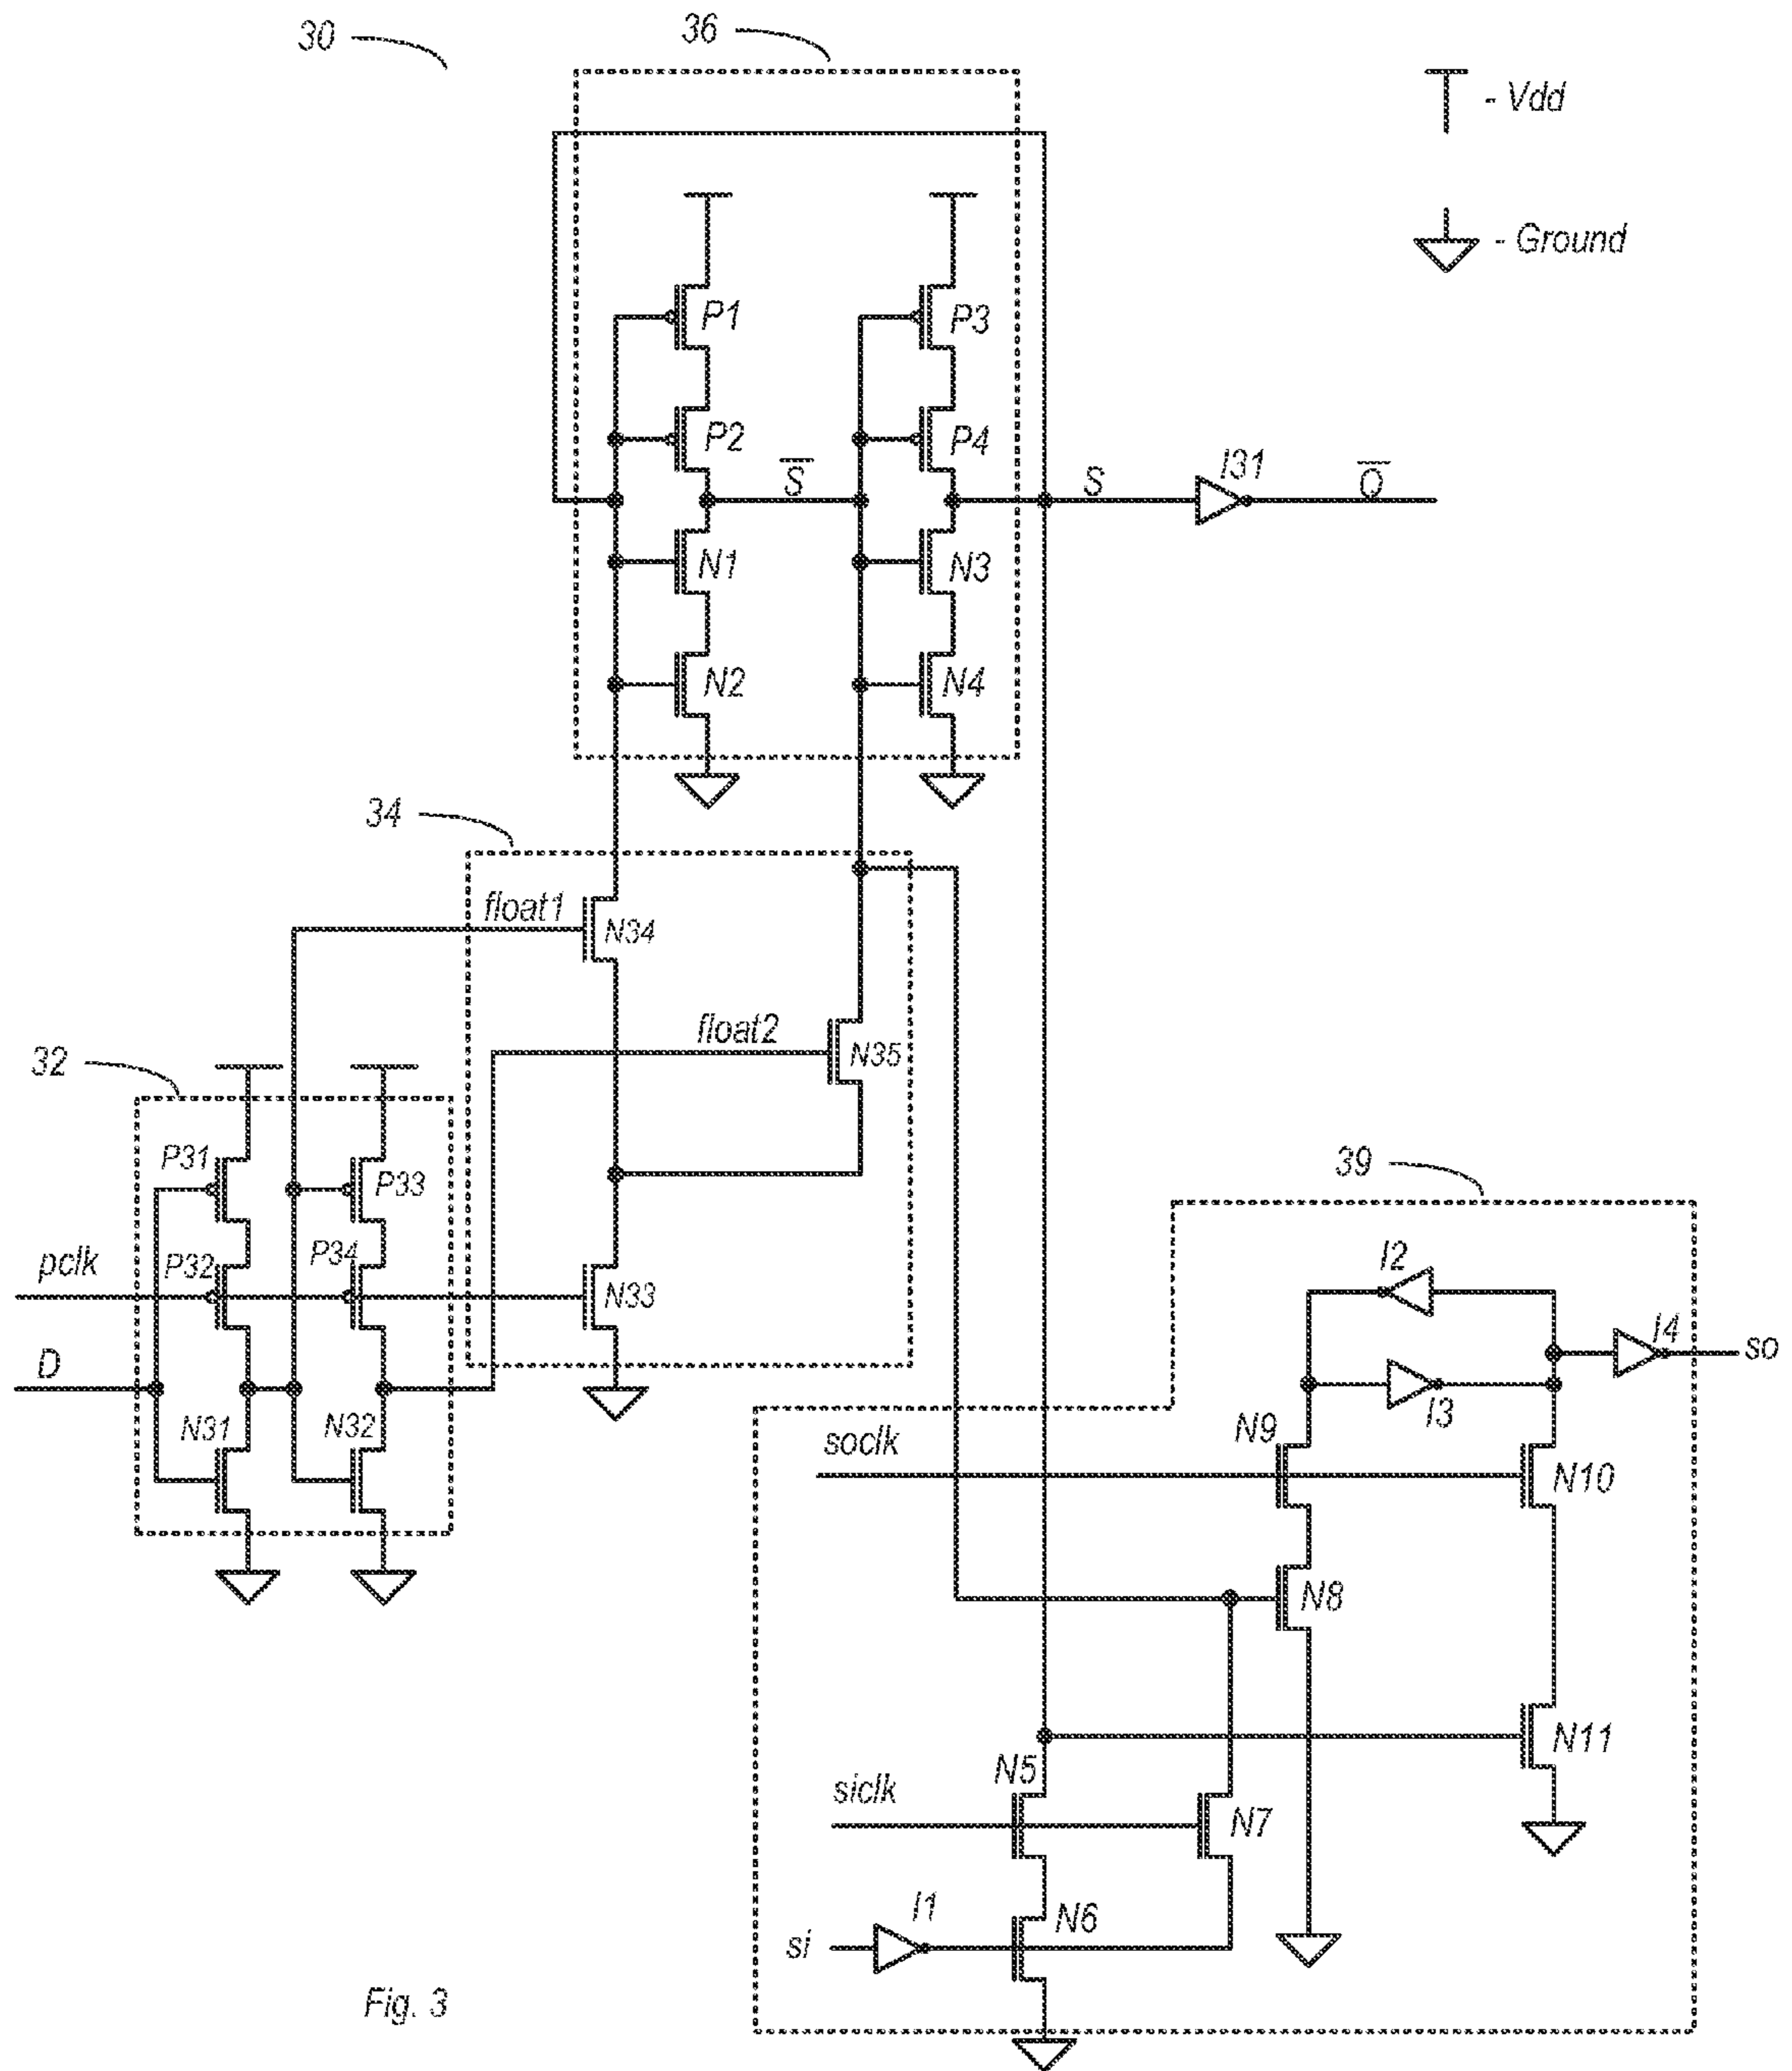 30
36
- Vdd
- Ground
P1
P3
P2
P4
S̅
S
I31
Q̅
N1
N3
N2
N4
34
float1
N34
float2
N35
32
P31
P33
39
pclk
P32
P34
N33
I2
I4
so
D
N31
N32
I3
soclk
N9
N10
N8
N11
N5
siclk
N7
I1
N6
si
Fig. 3